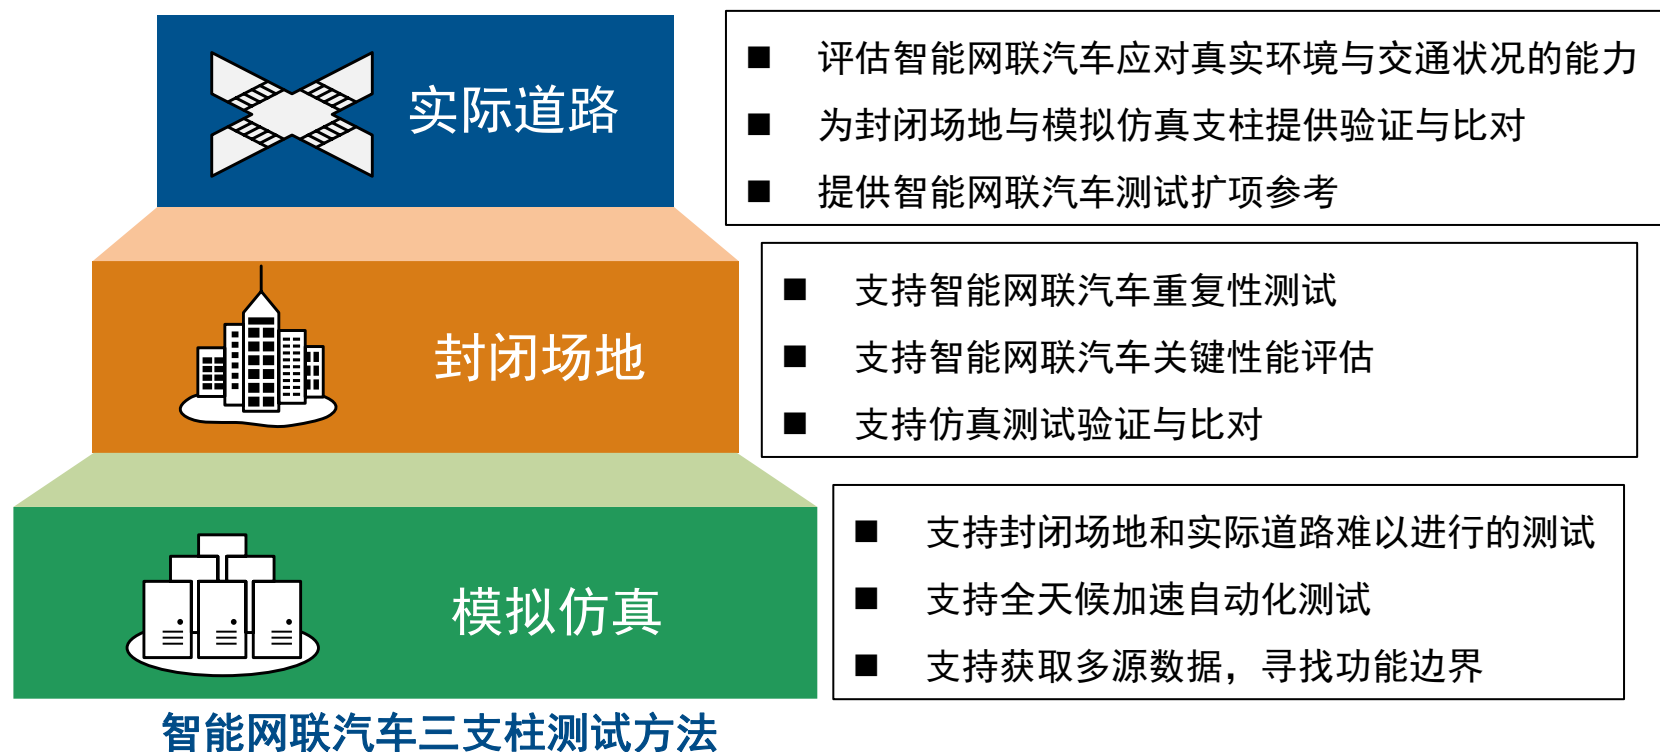 实际道路
■ 评估智能网联汽车应对真实环境与交通状况的能力
■ 为封闭场地与模拟仿真支柱提供验证与比对
■ 提供智能网联汽车测试扩项参考
封闭场地
■ 支持智能网联汽车重复性测试
■ 支持智能网联汽车关键性能评估
■ 支持仿真测试验证与比对
模拟仿真
■ 支持封闭场地和实际道路难以进行的测试
■ 支持全天候加速自动化测试
■ 支持获取多源数据，寻找功能边界
智能网联汽车三支柱测试方法